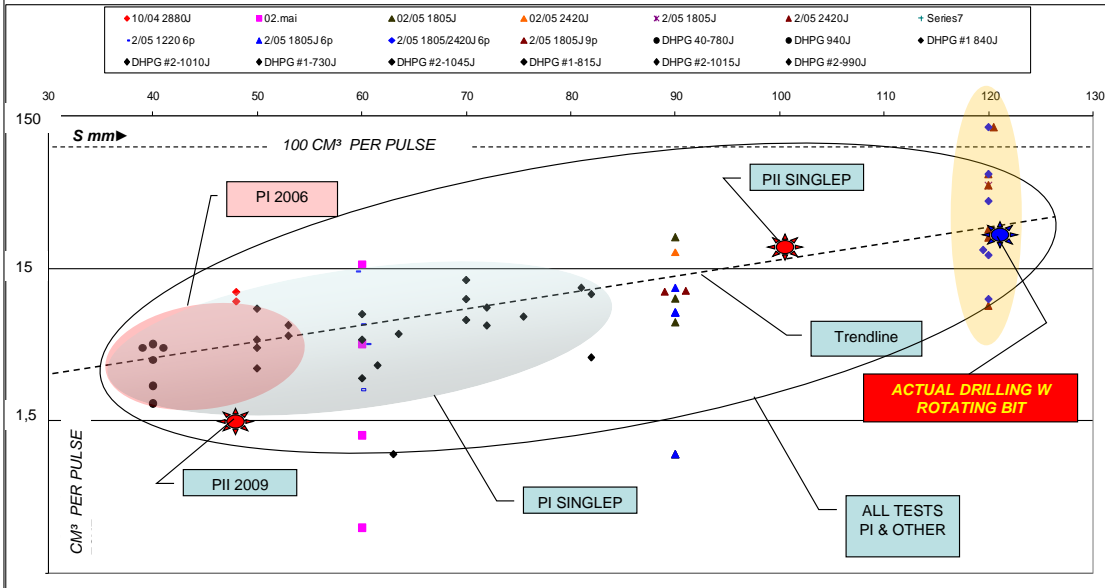 10/04 2880J
02.mai
02/05 1805J
02/05 2420J
2/05 1805J
2/05 2420J
Series7
2/05 1220 6p
2/05 1805J 6p
2/05 1805/2420J 6p
2/05 1805J 9p
DHPG 40-780J
DHPG 940J
DHPG #1 840J
DHPG #2-1010J
DHPG #1-730J
DHPG #2-1045J
DHPG #1-815J
DHPG #2-1015J
DHPG #2-990J
30 40 50 60 70 80 90 100 110 120 130
150
S mm
100 CM³ PER PULSE
PI 2006
PII SINGLEP
15
Trendline
ACTUAL DRILLING W
ROTATING BIT
1,5
CM³ PER PULSE
PII 2009
PI SINGLEP
ALL TESTS
PI & OTHER